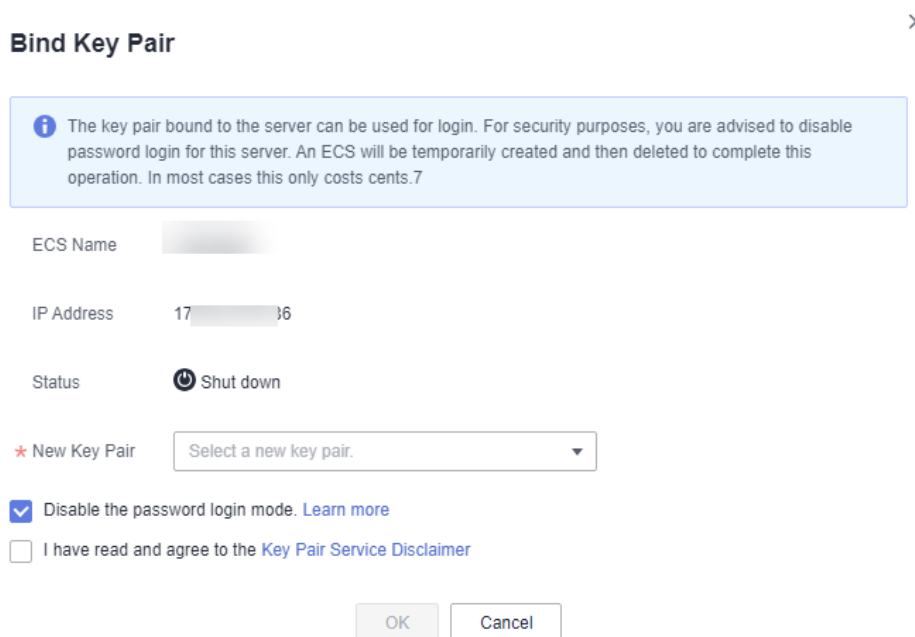 Bind Key Pair
The key pair bound to the server can be used for login. For security purposes, you are advised to disable
password login for this server. An ECS will be temporarily created and then deleted to complete this
operation. In most cases this only costs cents.7
ECS Name
IP Address 17 36
Status Shut down
* New Key Pair Select a new key pair.
Disable the password login mode. Learn more
I have read and agree to the Key Pair Service Disclaimer
OK Cancel